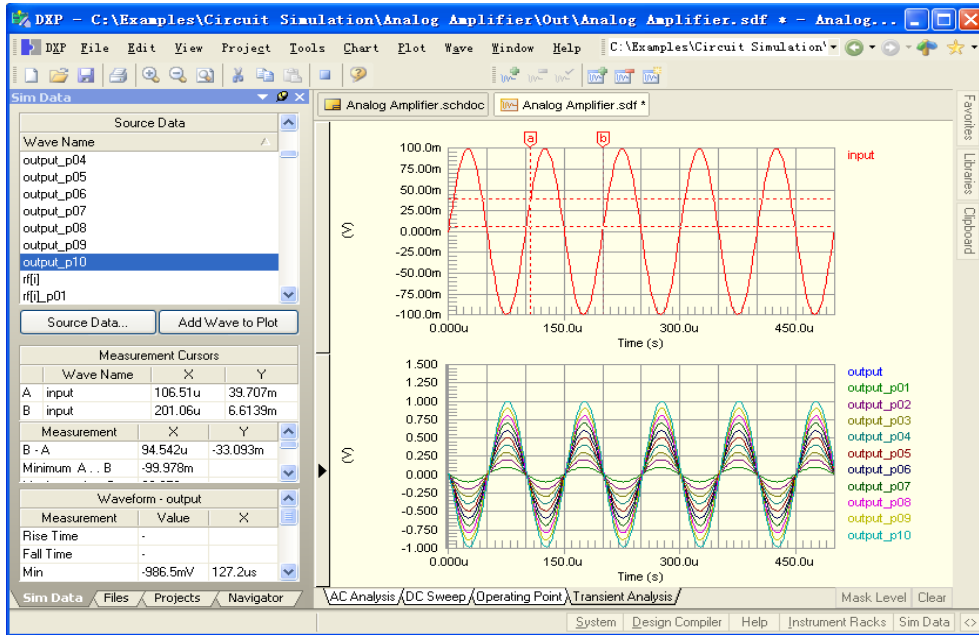 DXP - C:\Examples\Circuit Simulation\Analog Amplifier\Out\Analog Amplifier.sdf * - Analog...
DXP File Edit View Project Tools Chart Plot Wave Window Help C:\Examples\Circuit Simulation\
Sim Data
Source Data
Wave Name
output_p04
output_p05
output_p06
output_p07
output_p08
output_p09
output_p10
rf[i]
rf[i]_p01
Source Data... Add Wave to Plot
Measurement Cursors
Wave Name X Y
A input 106.51u 39.707m
B input 201.06u 6.6139m
Measurement X Y
B - A 94.542u -33.093m
Minimum A . . B -99.978m
Waveform - output
Measurement Value X
Rise Time -
Fall Time -
Min -986.5mV 127.2us
Sim Data Files Projects Navigator
Analog Amplifier.schdoc Analog Amplifier.sdf *
a b
100.0m
75.00m
50.00m
25.00m
0.000m
-25.00m
-50.00m
-75.00m
-100.0m
(V)
0.000u 150.0u 300.0u 450.0u
Time (s)
input
1.500
1.250
1.000
0.750
0.500
0.250
0.000
-0.250
-0.500
-0.750
-1.000
(V)
0.000u 150.0u 300.0u 450.0u
Time (s)
output
output_p01
output_p02
output_p03
output_p04
output_p05
output_p06
output_p07
output_p08
output_p09
output_p10
AC Analysis DC Sweep Operating Point Transient Analysis
Mask Level Clear
Favorites
Libraries
Clipboard
System Design Compiler Help Instrument Racks Sim Data <>